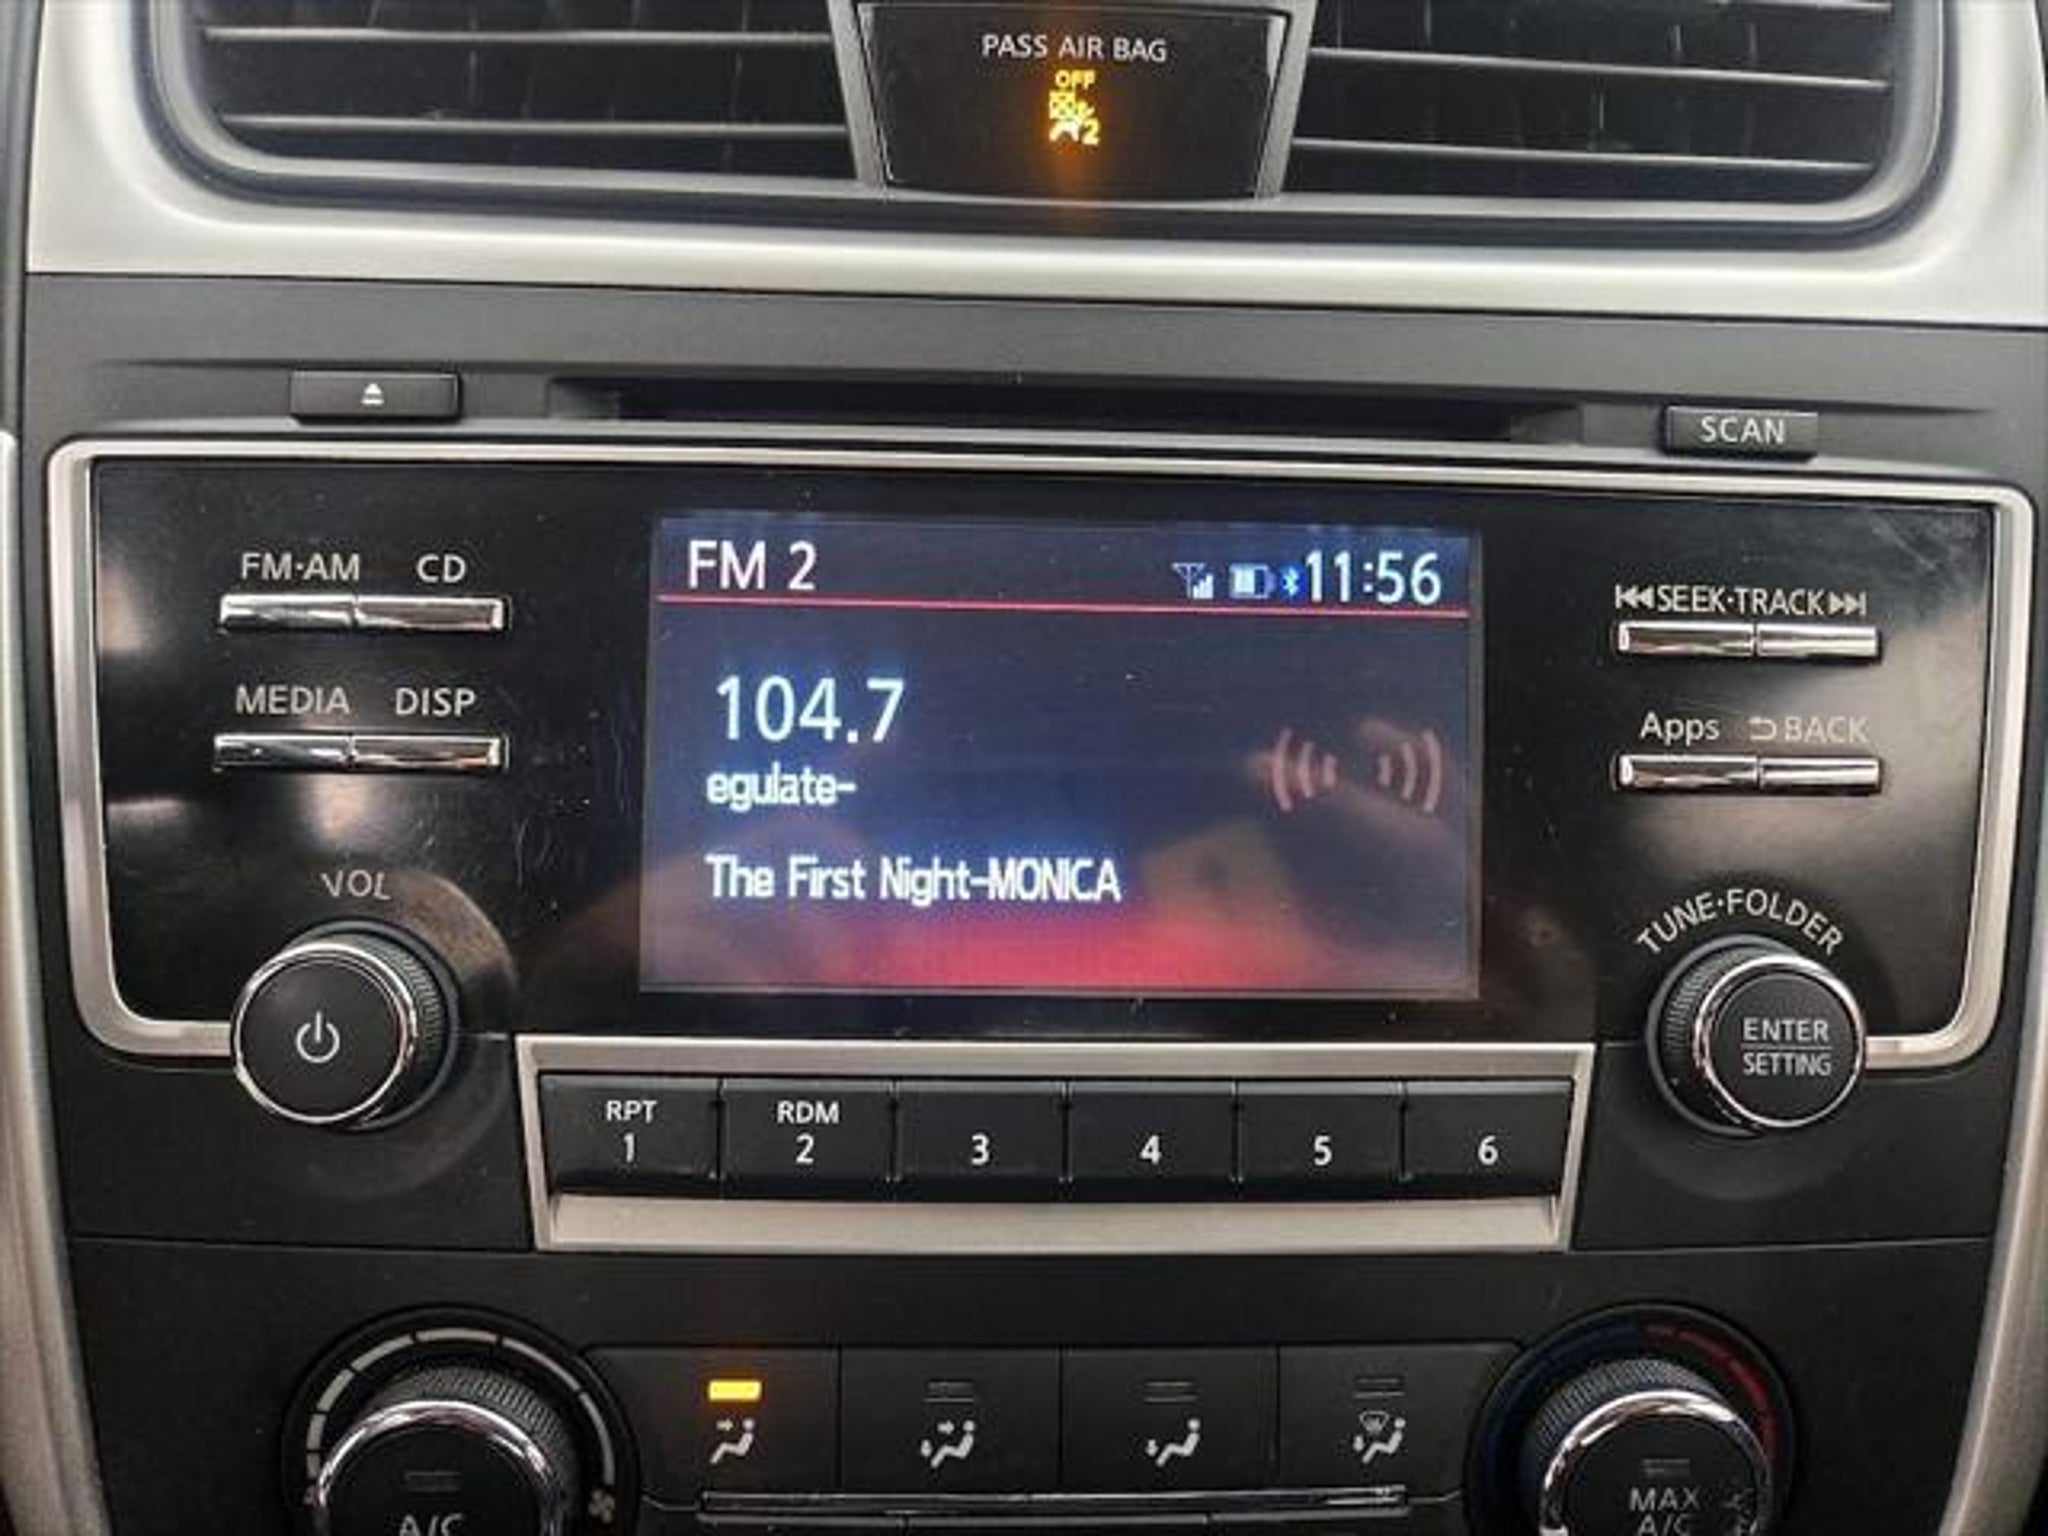 PASS AIR BAG
OFF
2
SCAN
FM·AM CD
FM 2 11:56
SEEK·TRACK
MEDIA DISP
104.7
Apps BACK
egulate-
VOL
The First Night-MONICA
TUNE·FOLDER
ENTER
SETTING
RPT RDM
1 2 3 4 5 6
A/C
MAX
A/C